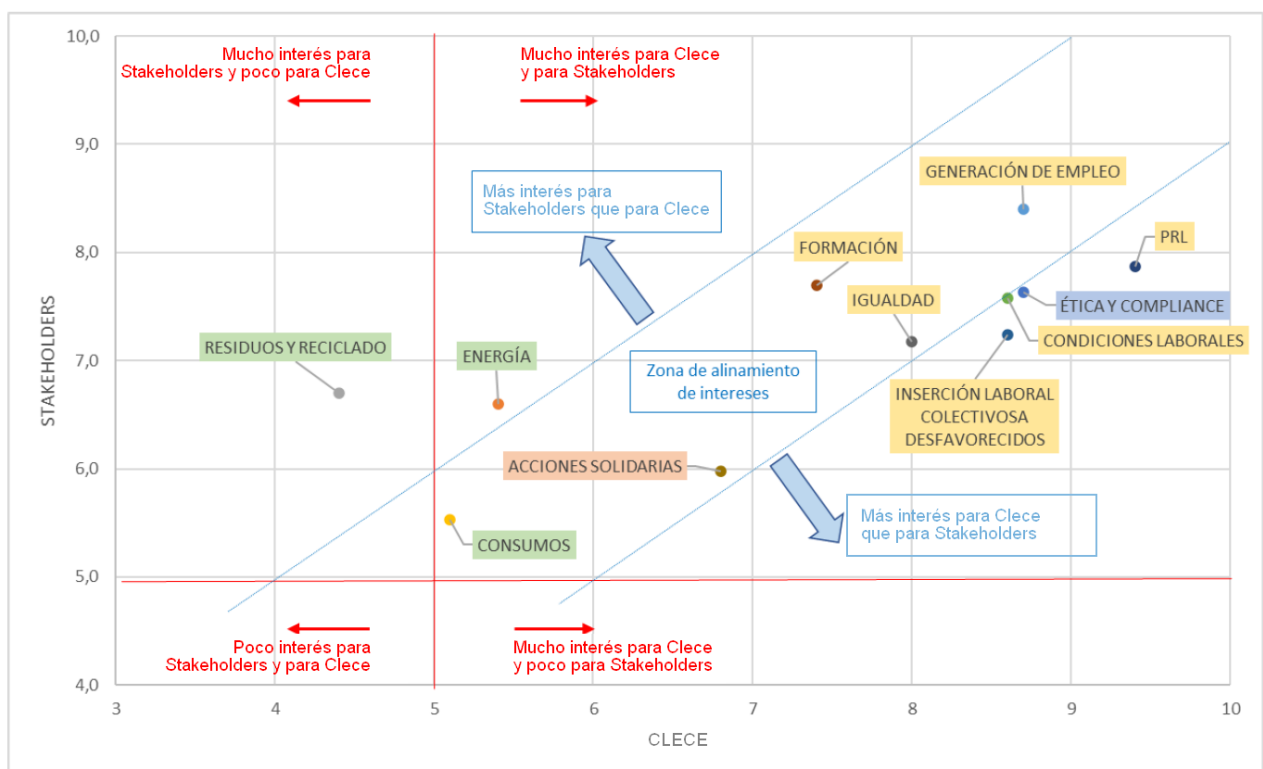 10,0
9,0
8,0
7,0
6,0
5,0
4,0
STAKEHOLDERS
Mucho interés para
Stakeholders y poco para Clece
Mucho interés para Clece
y para Stakeholders
Más interés para
Stakeholders que para Clece
GENERACIÓN DE EMPLEO
FORMACIÓN
PRL
IGUALDAD
ÉTICA Y COMPLIANCE
RESIDUOS Y RECICLADO
ENERGÍA
CONDICIONES LABORALES
Zona de alinamiento
de intereses
INSERCIÓN LABORAL
COLECTIVOSA
DESFAVORECIDOS
ACCIONES SOLIDARIAS
Más interés para Clece
que para Stakeholders
CONSUMOS
Poco interés para
Stakeholders y para Clece
Mucho interés para Clece
y poco para Stakeholders
3 4 5 6 7 8 9 10
CLECE